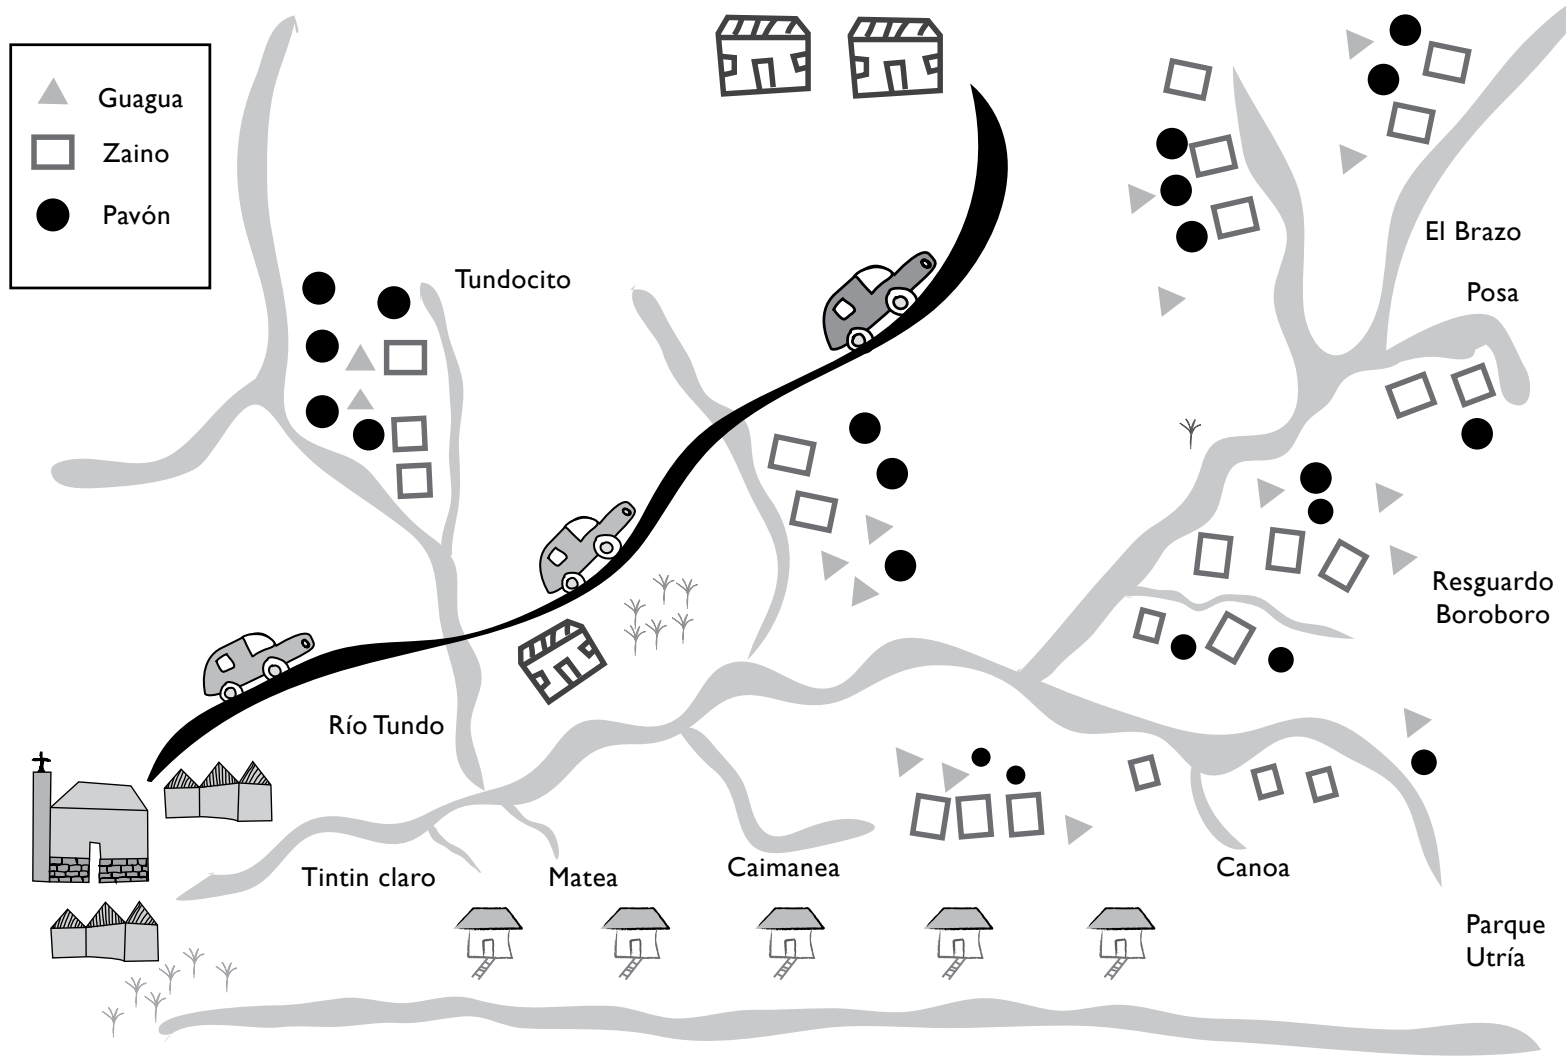 Guagua
Zaino
Pavón
Tundocito
El Brazo
Posa
Resguardo
Boroboro
Río Tundo
Tintin claro
Matea
Caimanea
Canoa
Parque
Utría